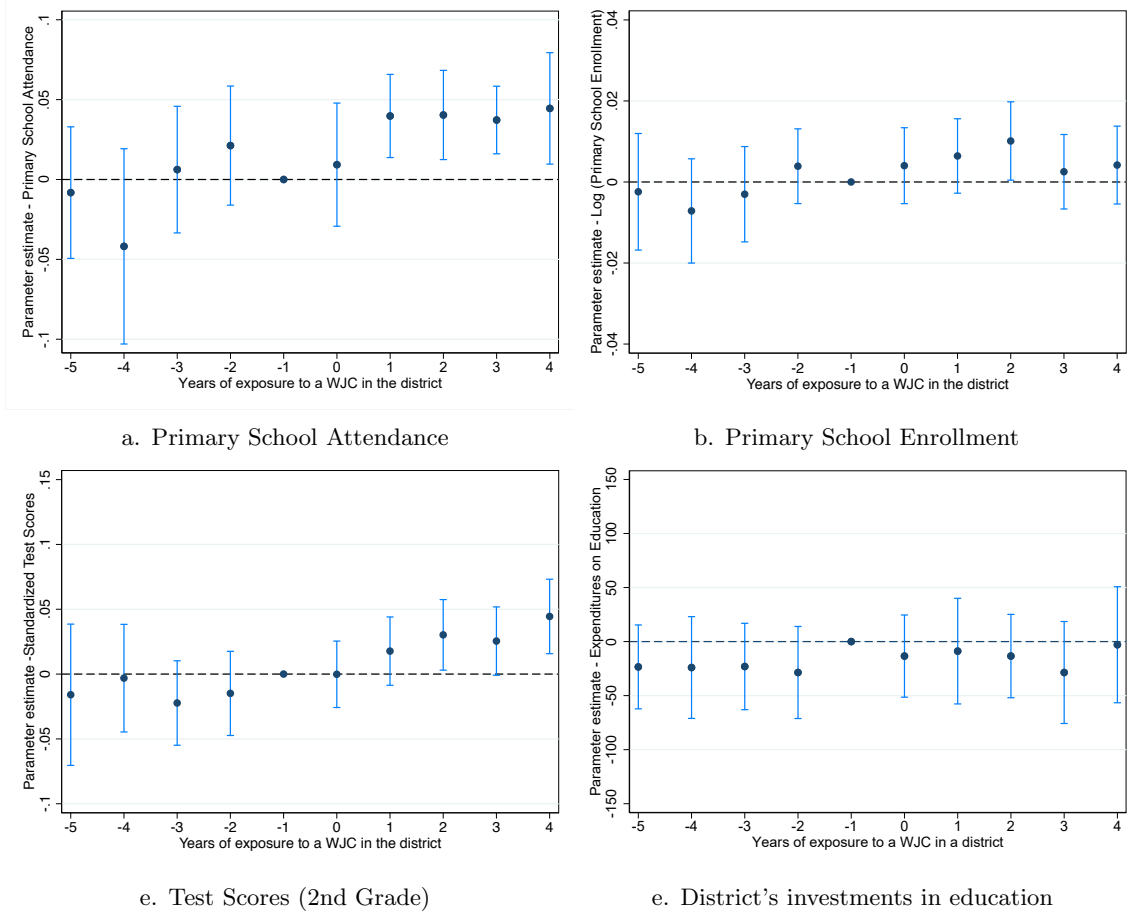 Parameter estimate - Primary School Attendance
.1
.05
0
-.05
-.1
-5 -4 -3 -2 -1 0 1 2 3 4
Years of exposure to a WJC in the district
a. Primary School Attendance
Parameter estimate - Log (Primary School Enrollment)
.04
.02
0
-.02
-.04
-5 -4 -3 -2 -1 0 1 2 3 4
Years of exposure to a WJC in the district
b. Primary School Enrollment
Parameter estimate -Standardized Test Scores
.15
.1
.05
0
-.05
-.1
-5 -4 -3 -2 -1 0 1 2 3 4
Years of exposure to a WJC in the district
e. Test Scores (2nd Grade)
Parameter estimate - Expenditures on Education
150
100
50
0
-50
-100
-150
-5 -4 -3 -2 -1 0 1 2 3 4
Years of exposure to a WJC in a district
e. District's investments in education